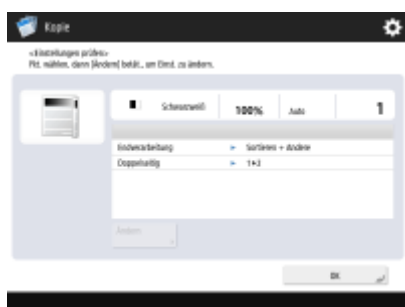 Kopie
<Einstellungen prüfen>
Pkt. wählen, dann [Ändern] betät., um Einst. zu ändern.
Schwarzweiß 100% Auto 1
Endverarbeitung ► Sortieren + Andere
Doppelseitig ► 1►2
Ändern
OK